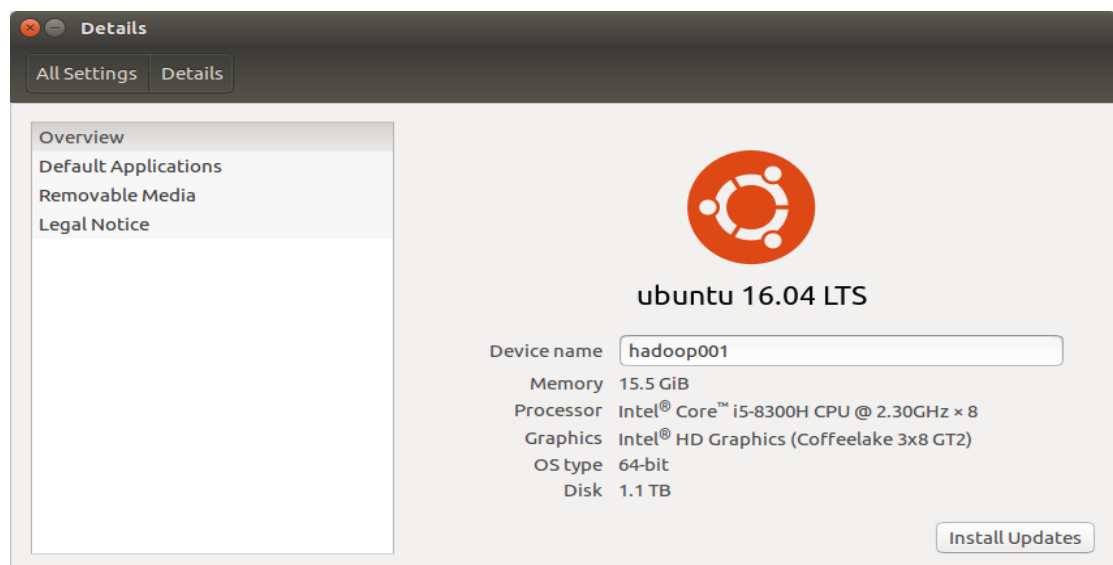 Details
All Settings Details
Overview
Default Applications
Removable Media
Legal Notice
ubuntu 16.04 LTS
Device name hadoop001
Memory 15.5 GiB
Processor Intel® Core™ i5-8300H CPU @ 2.30GHz × 8
Graphics Intel® HD Graphics (Coffeelake 3x8 GT2)
OS type 64-bit
Disk 1.1 TB
Install Updates